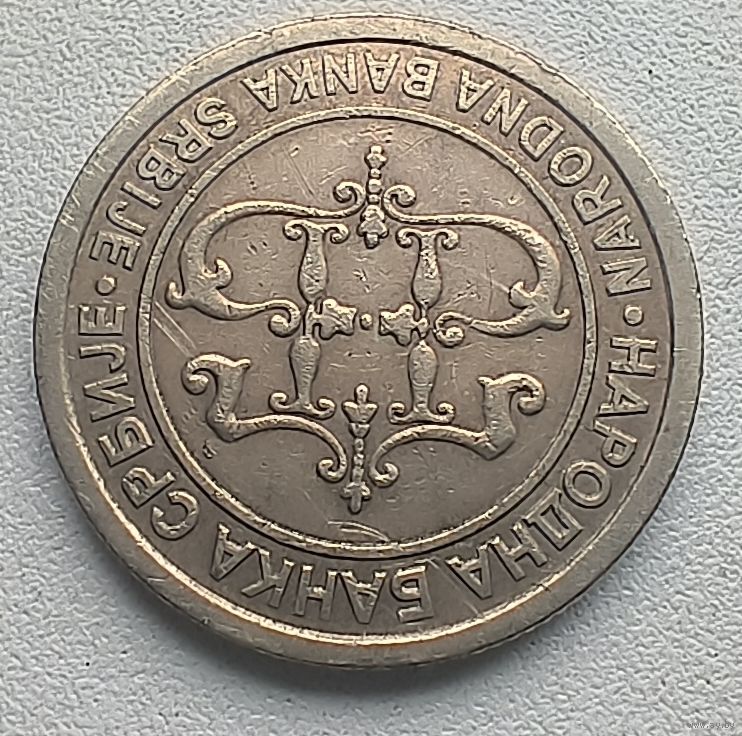 НАРОДНА БАНКА СРБИЈЕ •
NARODNA BANKA SRBIJE •